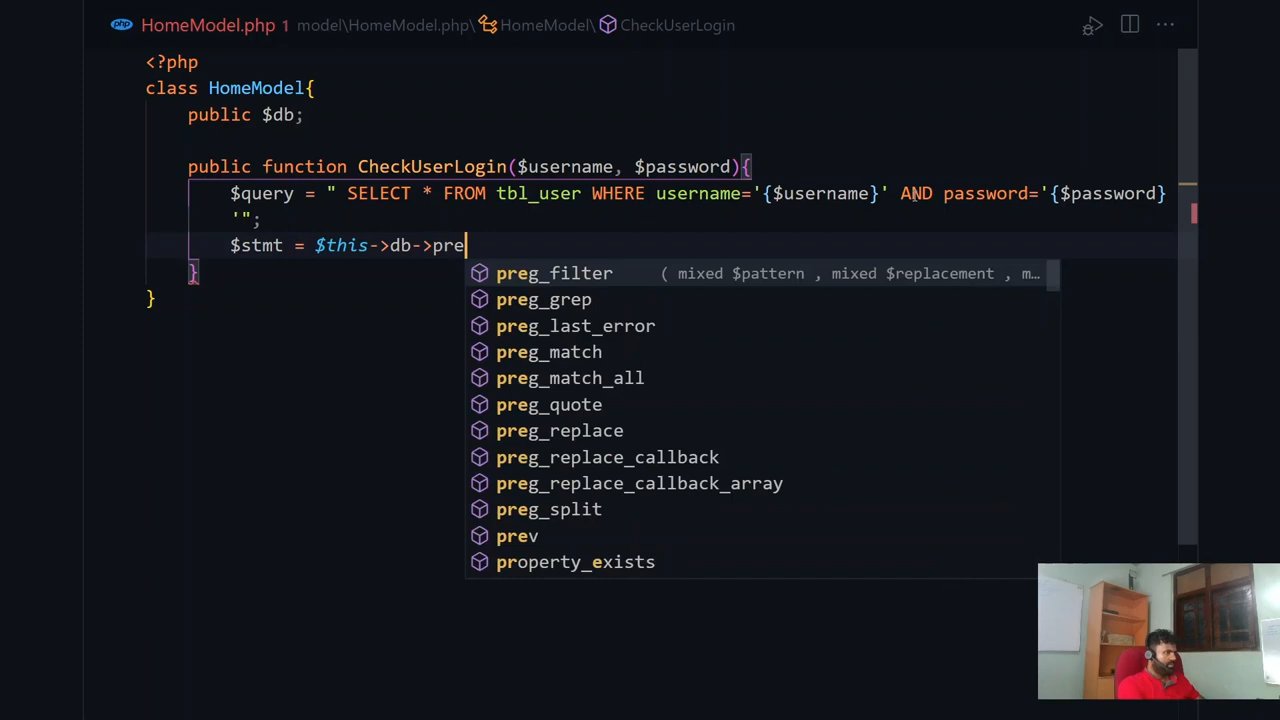 php HomeModel.php 1 model\HomeModel.php\ HomeModel\ CheckUserLogin ...
<?php
class HomeModel{
public $db;
public function CheckUserLogin($username, $password){
$query = " SELECT * FROM tbl_user WHERE username='{$username}' AND password='{$password}
'";
$stmt = $this->db->pre
}
}
preg_filter ( mixed $pattern , mixed $replacement , m…
preg_grep
preg_last_error
preg_match
preg_match_all
preg_quote
preg_replace
preg_replace_callback
preg_replace_callback_array
preg_split
prev
property_exists